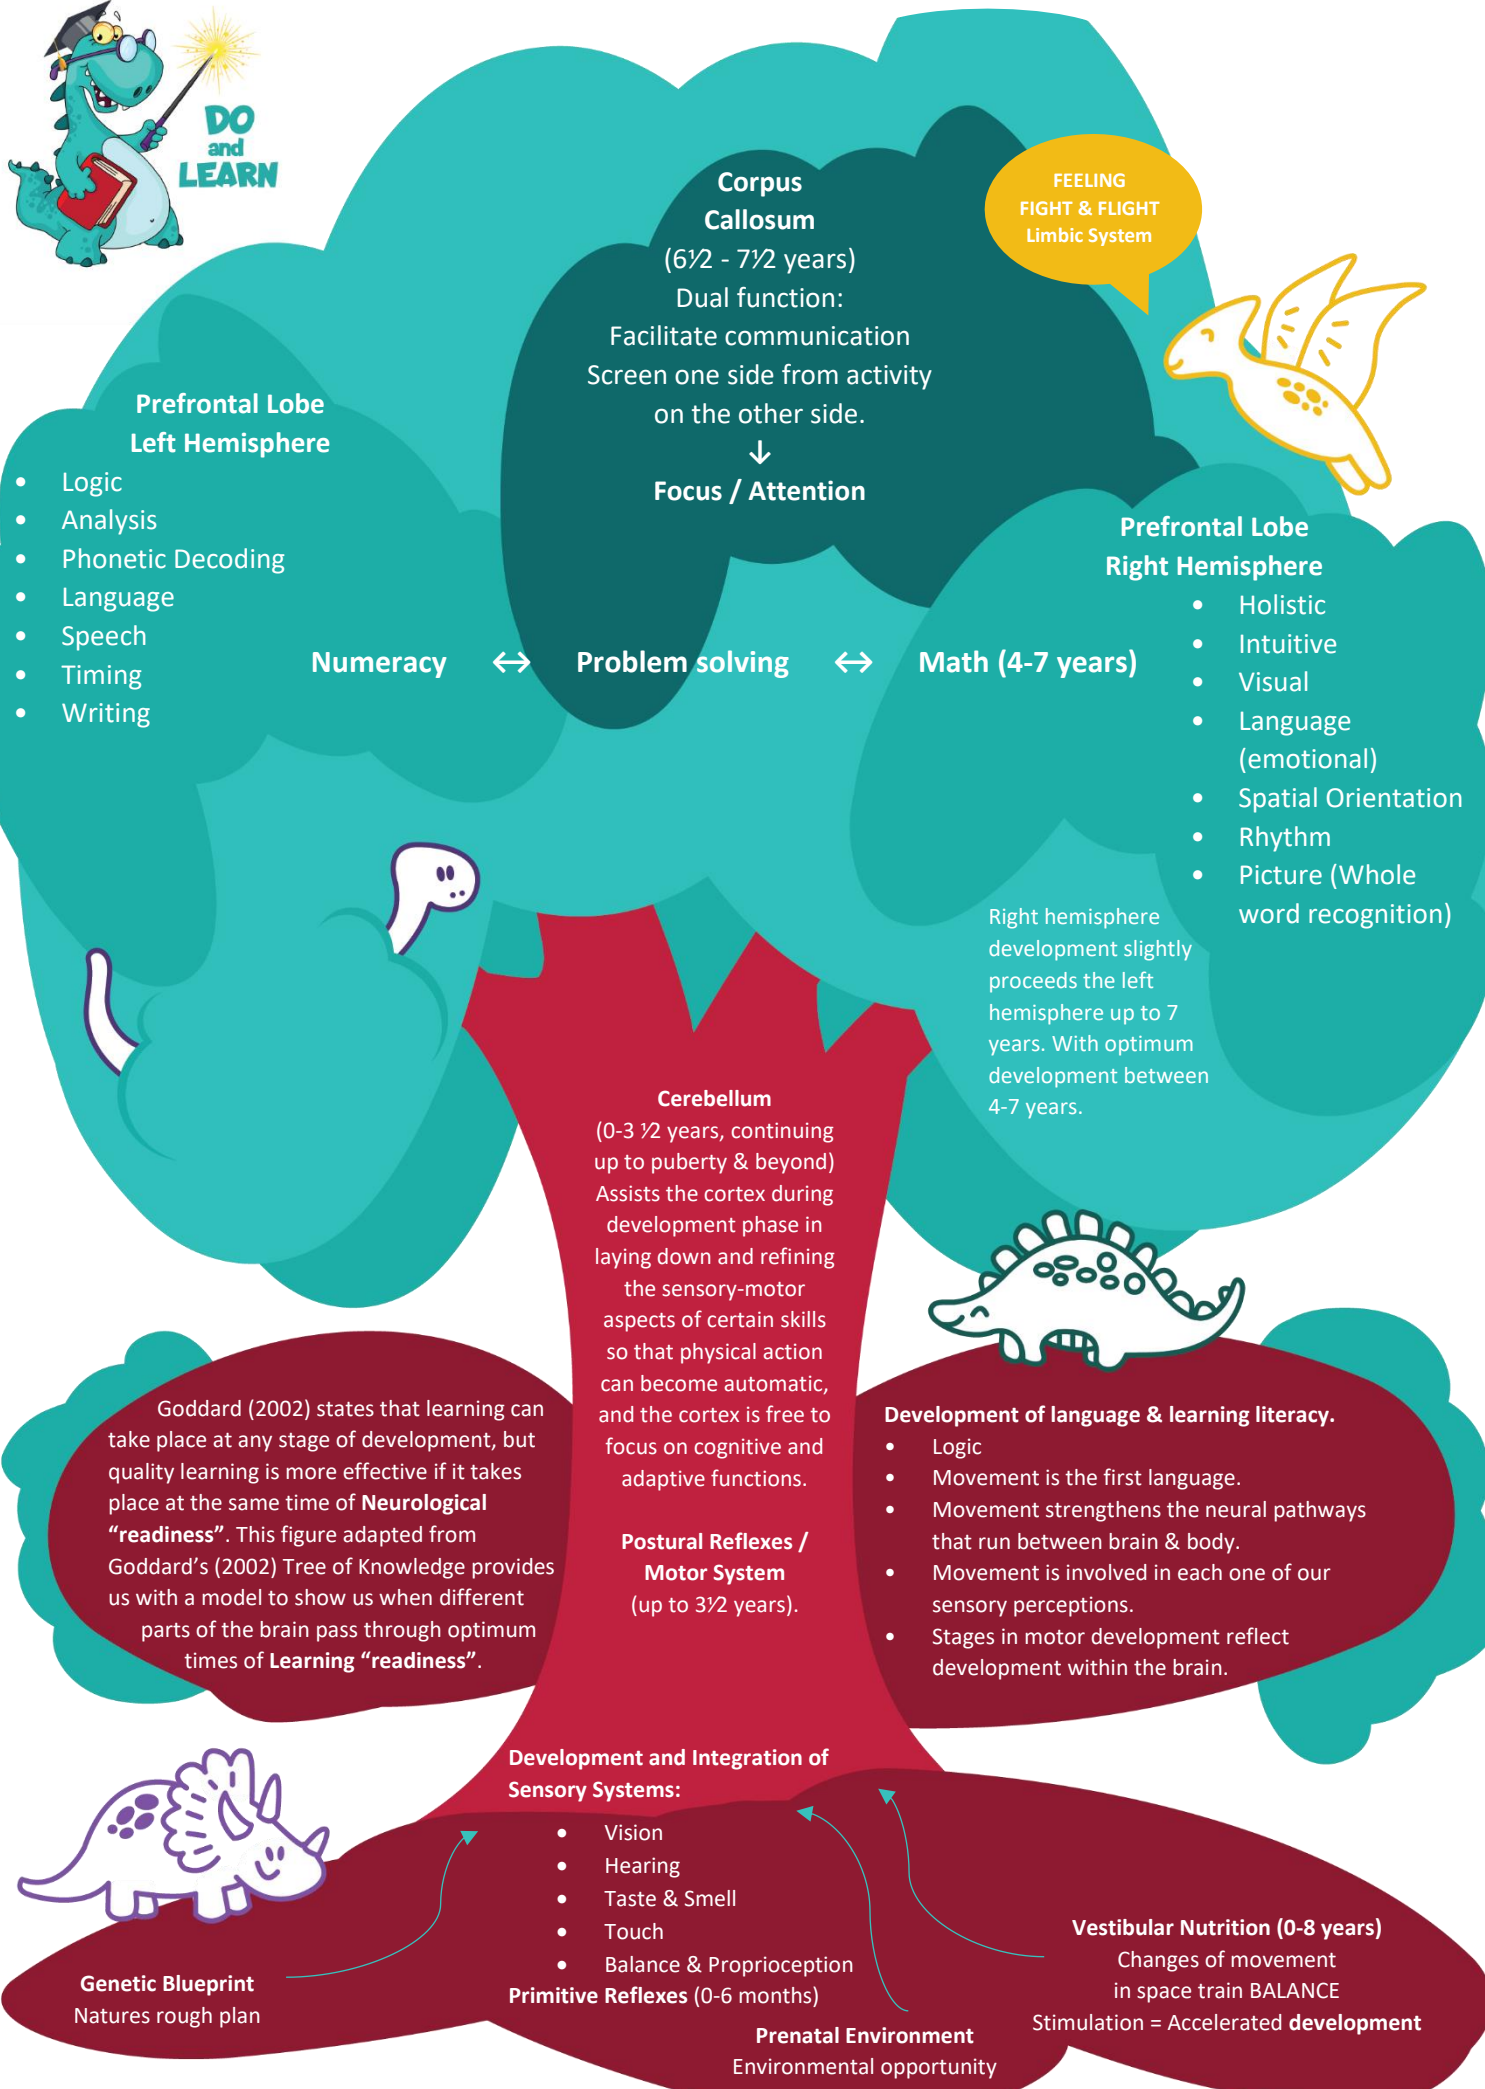 DO
and
LEARN
Corpus
Callosum
(6½ - 7½ years)
Dual function:
Facilitate communication
Screen one side from activity
on the other side.
↓
Focus / Attention
FEELING
FIGHT & FLIGHT
Limbic System
Prefrontal Lobe
Left Hemisphere
• Logic
• Analysis
• Phonetic Decoding
• Language
• Speech
• Timing
• Writing
Numeracy ↔ Problem solving ↔ Math (4-7 years)
Prefrontal Lobe
Right Hemisphere
• Holistic
• Intuitive
• Visual
• Language
(emotional)
• Spatial Orientation
• Rhythm
• Picture (Whole
word recognition)
Right hemisphere
development slightly
proceeds the left
hemisphere up to 7
years. With optimum
development between
4-7 years.
Cerebellum
(0-3 ½ years, continuing
up to puberty & beyond)
Assists the cortex during
development phase in
laying down and refining
the sensory-motor
aspects of certain skills
so that physical action
can become automatic,
and the cortex is free to
focus on cognitive and
adaptive functions.
Postural Reflexes /
Motor System
(up to 3½ years).
Goddard (2002) states that learning can
take place at any stage of development, but
quality learning is more effective if it takes
place at the same time of Neurological
“readiness”. This figure adapted from
Goddard’s (2002) Tree of Knowledge provides
us with a model to show us when different
parts of the brain pass through optimum
times of Learning “readiness”.
Development of language & learning literacy.
• Logic
• Movement is the first language.
• Movement strengthens the neural pathways
that run between brain & body.
• Movement is involved in each one of our
sensory perceptions.
• Stages in motor development reflect
development within the brain.
Development and Integration of
Sensory Systems:
• Vision
• Hearing
• Taste & Smell
• Touch
• Balance & Proprioception
Primitive Reflexes (0-6 months)
Genetic Blueprint
Natures rough plan
Prenatal Environment
Environmental opportunity
Vestibular Nutrition (0-8 years)
Changes of movement
in space train BALANCE
Stimulation = Accelerated development